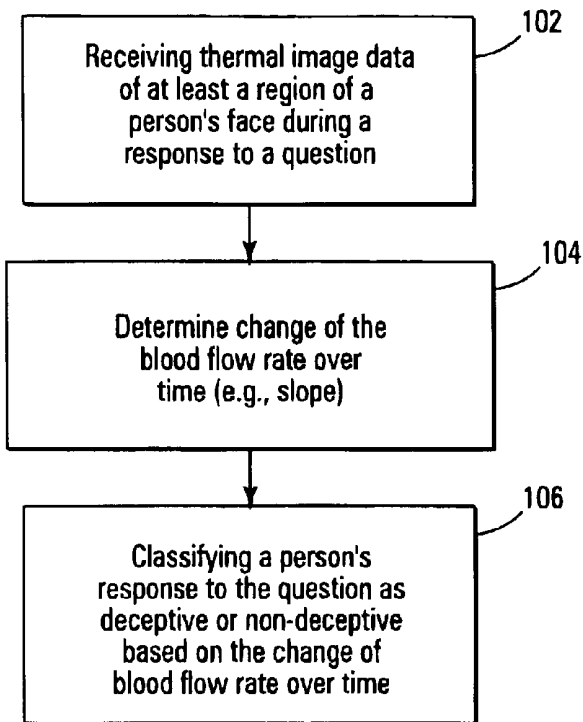 102
Receiving thermal image data
of at least a region of a
person's face during a
response to a question
104
Determine change of the
blood flow rate over
time (e.g., slope)
106
Classifying a person's
response to the question as
deceptive or non-deceptive
based on the change of
blood flow rate over time